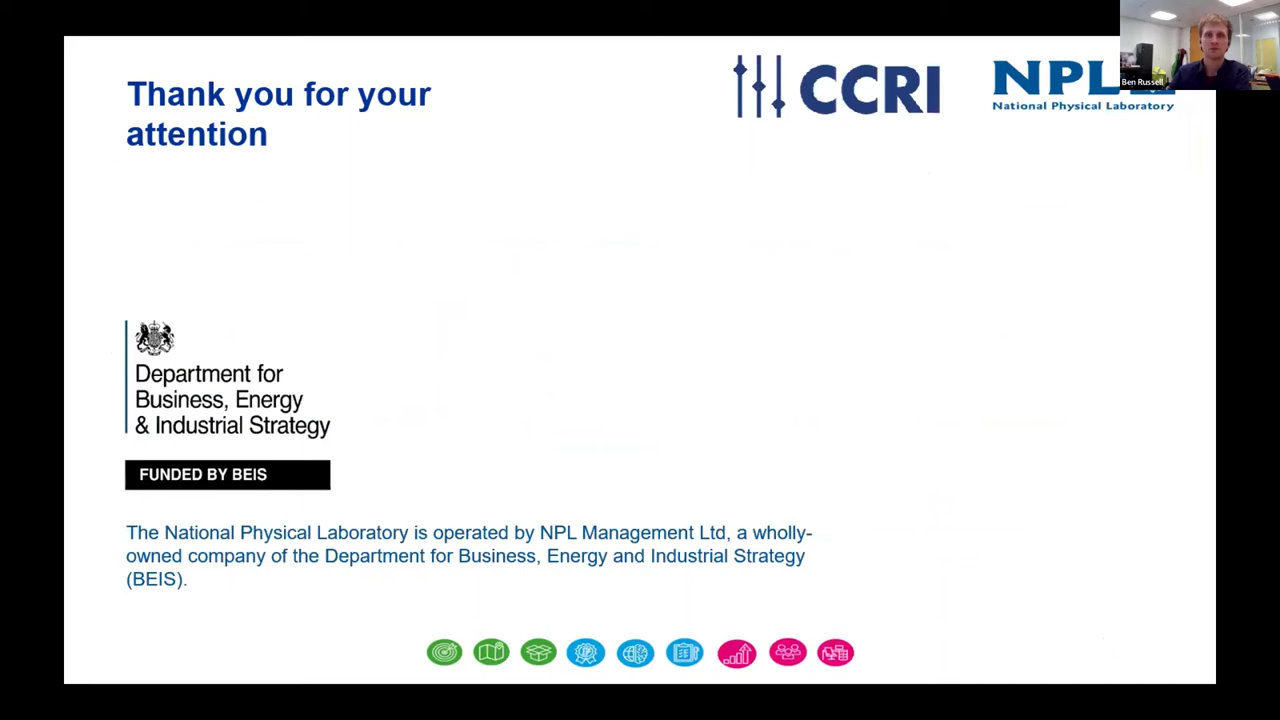 Thank you for your
attention
CCRI
NPL
National Physical Laboratory
Ben Russell
Department for
Business, Energy
& Industrial Strategy
FUNDED BY BEIS
The National Physical Laboratory is operated by NPL Management Ltd, a wholly-
owned company of the Department for Business, Energy and Industrial Strategy
(BEIS).